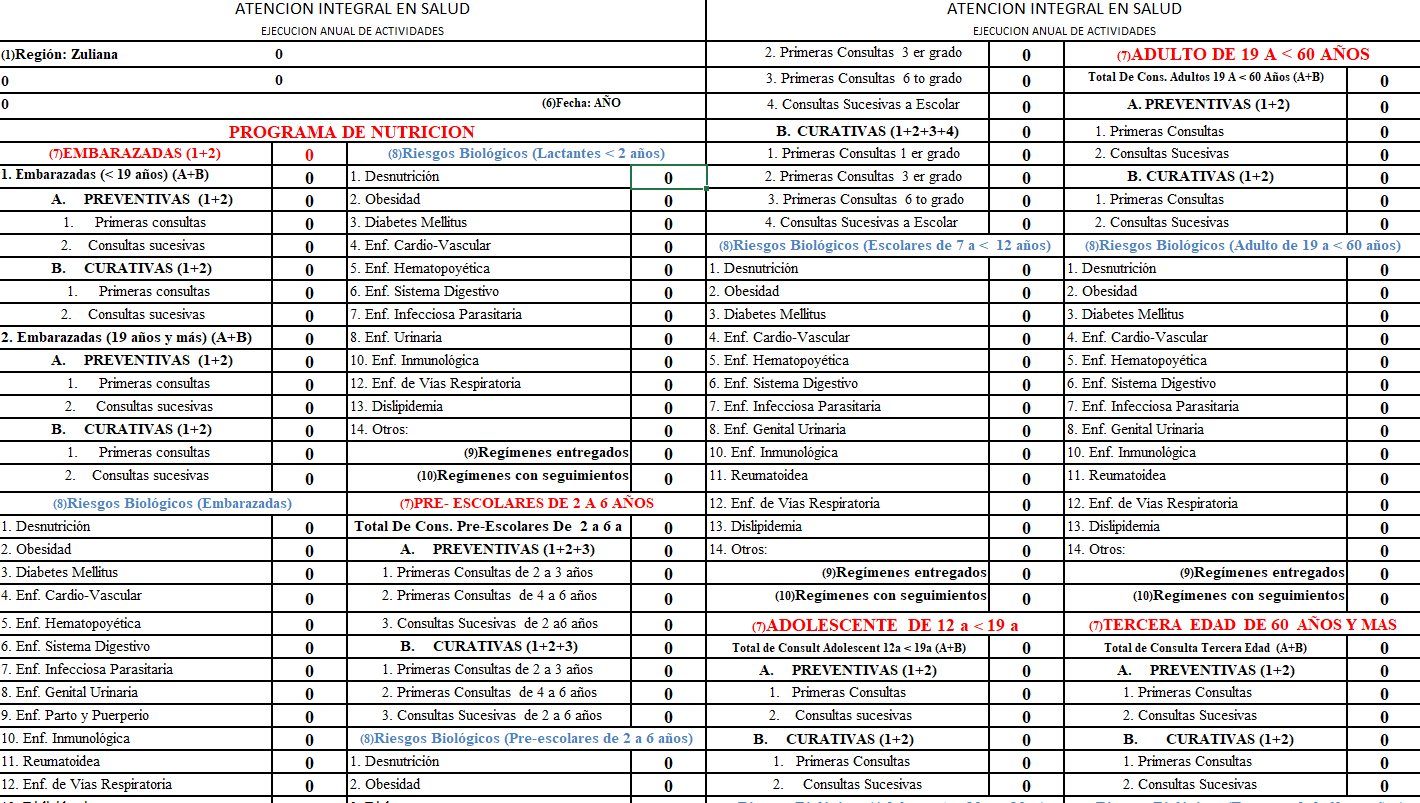 ATENCION INTEGRAL EN SALUD
EJECUCION ANUAL DE ACTIVIDADES
(1)Región: Zuliana 0
0 0
0 (6)Fecha: AÑO
PROGRAMA DE NUTRICION
(7)EMBARAZADAS (1+2) 0
1. Embarazadas (< 19 años) (A+B) 0
A. PREVENTIVAS (1+2) 0
1. Primeras consultas 0
2. Consultas sucesivas 0
B. CURATIVAS (1+2) 0
1. Primeras consultas 0
2. Consultas sucesivas 0
2. Embarazadas (19 años y más) (A+B) 0
A. PREVENTIVAS (1+2) 0
1. Primeras consultas 0
2. Consultas sucesivas 0
B. CURATIVAS (1+2) 0
1. Primeras consultas 0
2. Consultas sucesivas 0
(8)Riesgos Biológicos (Embarazadas)
1. Desnutrición 0
2. Obesidad 0
3. Diabetes Mellitus 0
4. Enf. Cardio-Vascular 0
5. Enf. Hematopoyética 0
6. Enf. Sistema Digestivo 0
7. Enf. Infecciosa Parasitaria 0
8. Enf. Genital Urinaria 0
9. Enf. Parto y Puerperio 0
10. Enf. Inmunológica 0
11. Reumatoidea 0
12. Enf. de Vias Respiratoria 0
(8)Riesgos Biológicos (Lactantes < 2 años)
1. Desnutrición 0
2. Obesidad 0
3. Diabetes Mellitus 0
4. Enf. Cardio-Vascular 0
5. Enf. Hematopoyética 0
6. Enf. Sistema Digestivo 0
7. Enf. Infecciosa Parasitaria 0
8. Enf. Urinaria 0
10. Enf. Inmunológica 0
12. Enf. de Vias Respiratoria 0
13. Dislipidemia 0
14. Otros: 0
(9)Regímenes entregados 0
(10)Regímenes con seguimientos 0
(7)PRE- ESCOLARES DE 2 A 6 AÑOS
Total De Cons. Pre-Escolares De 2 a 6 a 0
A. PREVENTIVAS (1+2+3) 0
1. Primeras Consultas de 2 a 3 años 0
2. Primeras Consultas de 4 a 6 años 0
3. Consultas Sucesivas de 2 a6 años 0
B. CURATIVAS (1+2+3) 0
1. Primeras Consultas de 2 a 3 años 0
2. Primeras Consultas de 4 a 6 años 0
3. Consultas Sucesivas de 2 a 6 años 0
(8)Riesgos Biológicos (Pre-escolares de 2 a 6 años)
1. Desnutrición 0
2. Obesidad 0
ATENCION INTEGRAL EN SALUD
EJECUCION ANUAL DE ACTIVIDADES
2. Primeras Consultas 3 er grado 0
3. Primeras Consultas 6 to grado 0
4. Consultas Sucesivas a Escolar 0
B. CURATIVAS (1+2+3+4) 0
1. Primeras Consultas 1 er grado 0
2. Primeras Consultas 3 er grado 0
3. Primeras Consultas 6 to grado 0
4. Consultas Sucesivas a Escolar 0
(8)Riesgos Biológicos (Escolares de 7 a < 12 años)
1. Desnutrición 0
2. Obesidad 0
3. Diabetes Mellitus 0
4. Enf. Cardio-Vascular 0
5. Enf. Hematopoyética 0
6. Enf. Sistema Digestivo 0
7. Enf. Infecciosa Parasitaria 0
8. Enf. Genital Urinaria 0
10. Enf. Inmunológica 0
11. Reumatoidea 0
12. Enf. de Vias Respiratoria 0
13. Dislipidemia 0
14. Otros: 0
(9)Regímenes entregados 0
(10)Regímenes con seguimientos 0
(7)ADOLESCENTE DE 12 a < 19 a
Total de Consult Adolescent 12a < 19a (A+B) 0
A. PREVENTIVAS (1+2) 0
1. Primeras Consultas 0
2. Consultas sucesivas 0
B. CURATIVAS (1+2) 0
1. Primeras Consultas 0
2. Consultas Sucesivas 0
(7)ADULTO DE 19 A < 60 AÑOS
Total De Cons. Adultos 19 A < 60 Años (A+B) 0
A. PREVENTIVAS (1+2) 0
1. Primeras Consultas 0
2. Consultas Sucesivas 0
B. CURATIVAS (1+2) 0
1. Primeras Consultas 0
2. Consultas Sucesivas 0
(8)Riesgos Biológicos (Adulto de 19 a < 60 años)
1. Desnutrición 0
2. Obesidad 0
3. Diabetes Mellitus 0
4. Enf. Cardio-Vascular 0
5. Enf. Hematopoyética 0
6. Enf. Sistema Digestivo 0
7. Enf. Infecciosa Parasitaria 0
8. Enf. Genital Urinaria 0
10. Enf. Inmunológica 0
11. Reumatoidea 0
12. Enf. de Vias Respiratoria 0
13. Dislipidemia 0
14. Otros: 0
(9)Regímenes entregados 0
(10)Regímenes con seguimientos 0
(7)TERCERA EDAD DE 60 AÑOS Y MAS
Total de Consulta Tercera Edad (A+B) 0
A. PREVENTIVAS (1+2) 0
1. Primeras Consultas 0
2. Consultas Sucesivas 0
B. CURATIVAS (1+2) 0
1. Primeras Consultas 0
2. Consultas Sucesivas 0